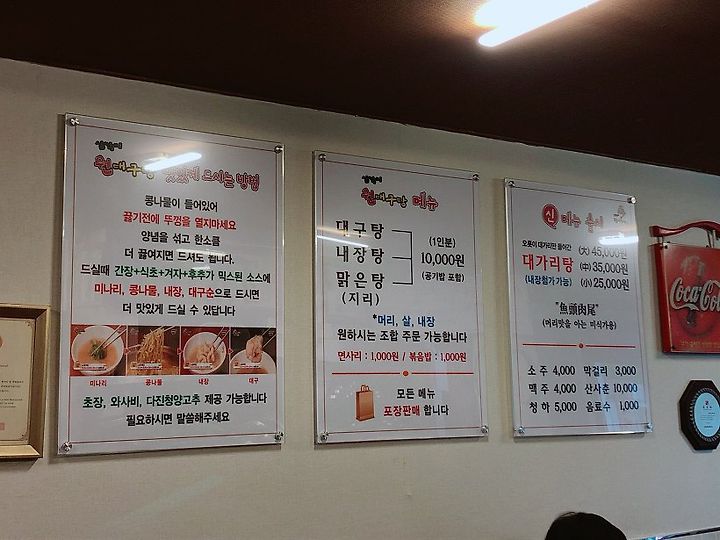 삼각지
원대구탕 맛있게 드시는 방법
콩나물이 들어있어
끓기전에 뚜껑을 열지마세요
양념을 섞고 한소큼
더 끓여지면 드셔도 됩니다.
드실때 간장+식초+겨자+후추가 믹스된 소스에
미나리, 콩나물, 내장, 대구순으로 드시면
더 맛있게 드실 수 있답니다
미나리 콩나물 내장 대구
초장, 와사비, 다진청양고추 제공 가능합니다
필요하시면 말씀해주세요
삼각지
원대구탕 메뉴
대구탕
내장탕
맑은탕
(지리)
(1인분)
10,000원
(공기밥 포함)
*머리, 살, 내장
원하시는 조합 주문 가능합니다
면사리 : 1,000원 / 볶음밥 : 1,000원
모든 메뉴
포장판매 합니다
신 메뉴 출시
오로이 대가리만 들어간
대가리탕
(내장첨가가능)
(大) 45,000원
(中) 35,000원
(小) 25,000원
"魚頭肉尾"
(머리맛을 아는 미식가용)
소주 4,000 막걸리 3,000
맥주 4,000 산사춘 10,000
청하 5,000 음료수 1,000
Coca-Cola